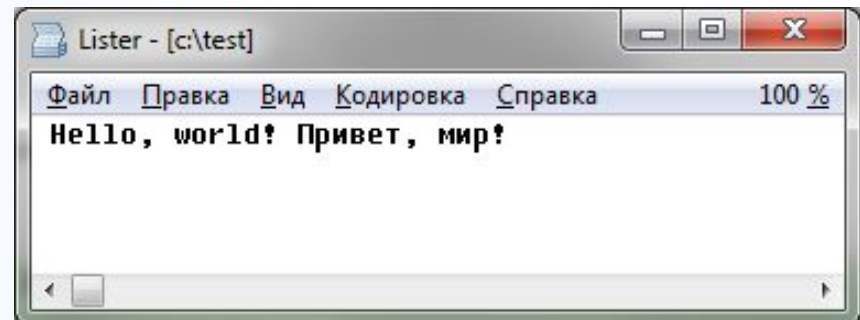 Lister - [c:\test]
Файл Правка Вид Кодировка Справка 100 %
Hello, world! Привет, мир!